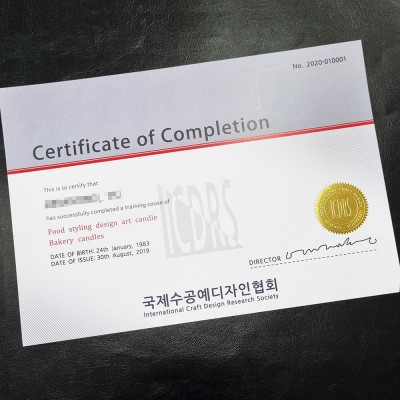 No. 2020-010001
Certificate of Completion
This is to certify that
has successfully completed a training couse of
Food styling design art candle
Bakery candles
ICDRS
DATE OF BIRTH: 24th January, 1983
DATE OF ISSUE: 30th August, 2019
ICDRS
DIRECTOR
국제수공예디자인협회
International Craft Design Research Society